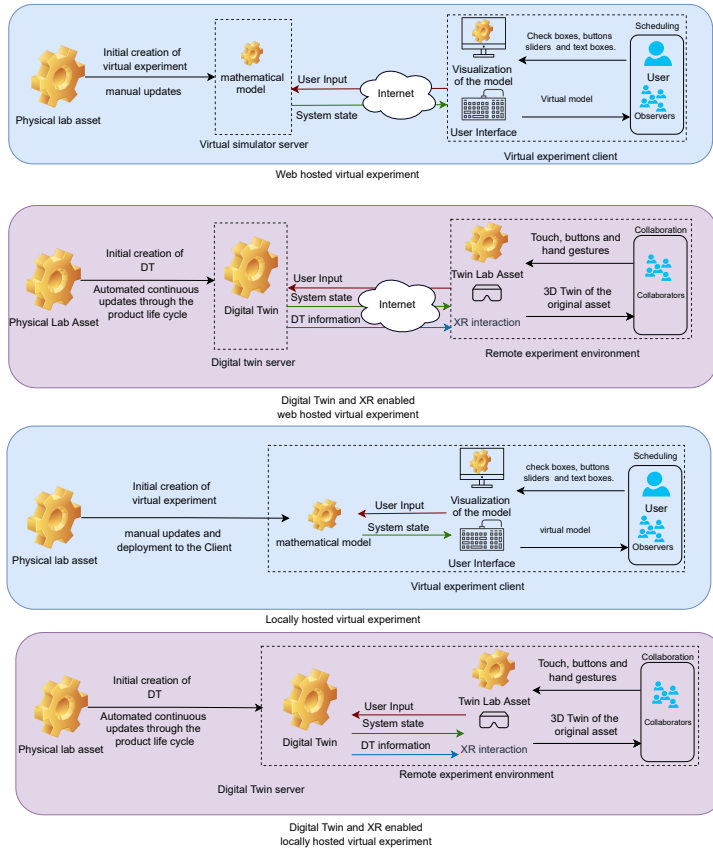 Initial creation of
virtual experiment
manual updates
Physical lab asset
mathematical
model
Virtual simulator server
User Input
System state
Internet
Visualization
of the model
User Interface
Check boxes, buttons
sliders and text boxes.
Virtual model
Scheduling
User
Observers
Virtual experiment client
Web hosted virtual experiment
Initial creation of
DT
Automated continuous
updates through the
product life cycle
Physical Lab Asset
Digital Twin
Digital twin server
User Input
System state
DT information
Internet
Twin Lab Asset
XR interaction
Touch, buttons and
hand gestures
3D Twin of the
original asset
Collaboration
Collaborators
Remote experiment environment
Digital Twin and XR enabled
web hosted virtual experiment
Initial creation of
virtual experiment
manual updates and
deployment to the Client
Physical lab asset
mathematical model
User Input
System state
Visualization
of the model
User Interface
check boxes, buttons
sliders and text boxes.
virtual model
Scheduling
User
Observers
Virtual experiment client
Locally hosted virtual experiment
Initial creation of
DT
Automated continuous
updates through the
product life cycle
Physical lab asset
Digital Twin
User Input
System state
DT information
Twin Lab Asset
XR interaction
Touch, buttons and
hand gestures
3D Twin of the
original asset
Collaboration
Collaborators
Remote experiment environment
Digital Twin server
Digital Twin and XR enabled
locally hosted virtual experiment